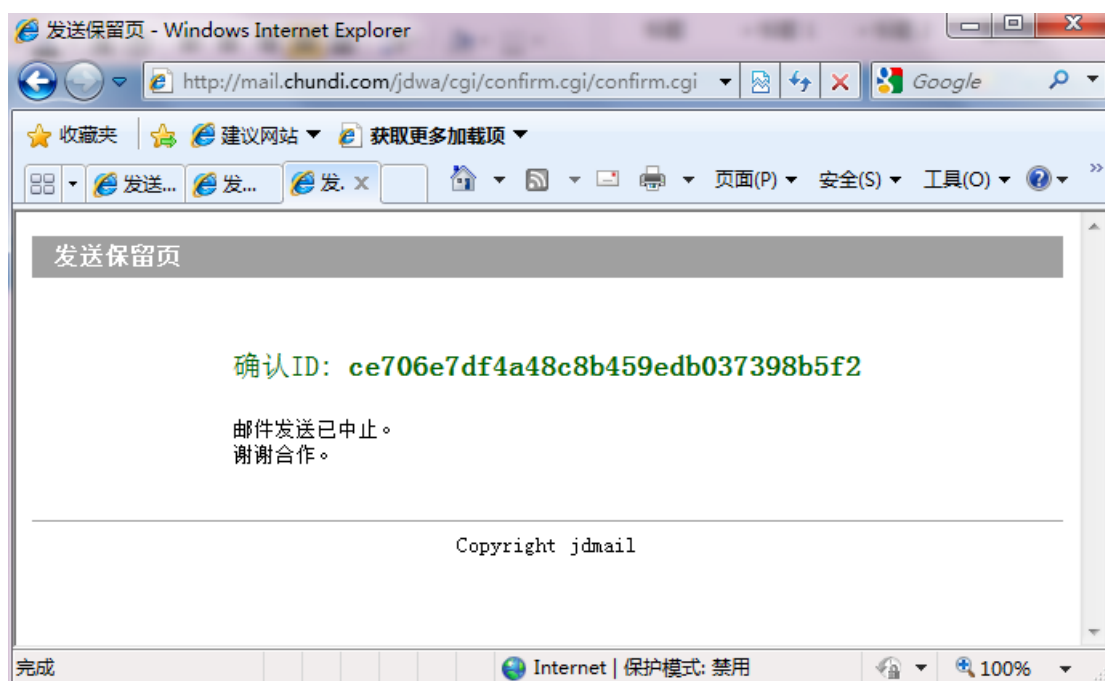 发送保留页 - Windows Internet Explorer
http://mail.chundi.com/jdwa/cgi/confirm.cgi/confirm.cgi
Google
收藏夹 建议网站 获取更多加载项
发送... 发... 发. 页面(P) 安全(S) 工具(O)
发送保留页
确认ID: ce706e7df4a48c8b459edb037398b5f2
邮件发送已中止。
谢谢合作。
Copyright jdmail
完成 Internet | 保护模式: 禁用 100%